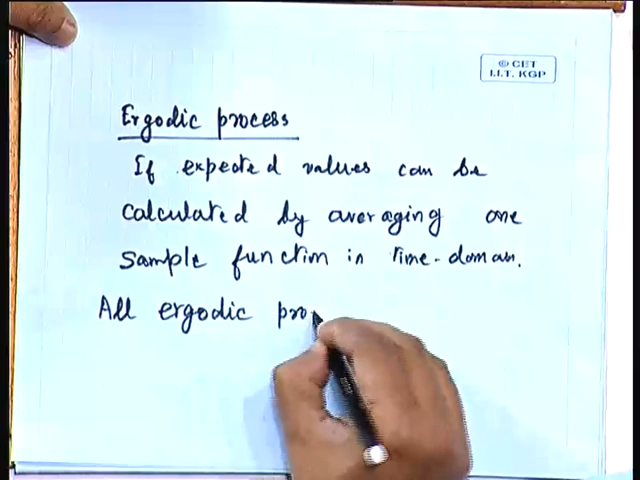 © CET
I.I.T. KGP
Ergodic process
If expected values can be
calculated by averaging one
sample function in time-domain.
All ergodic pro